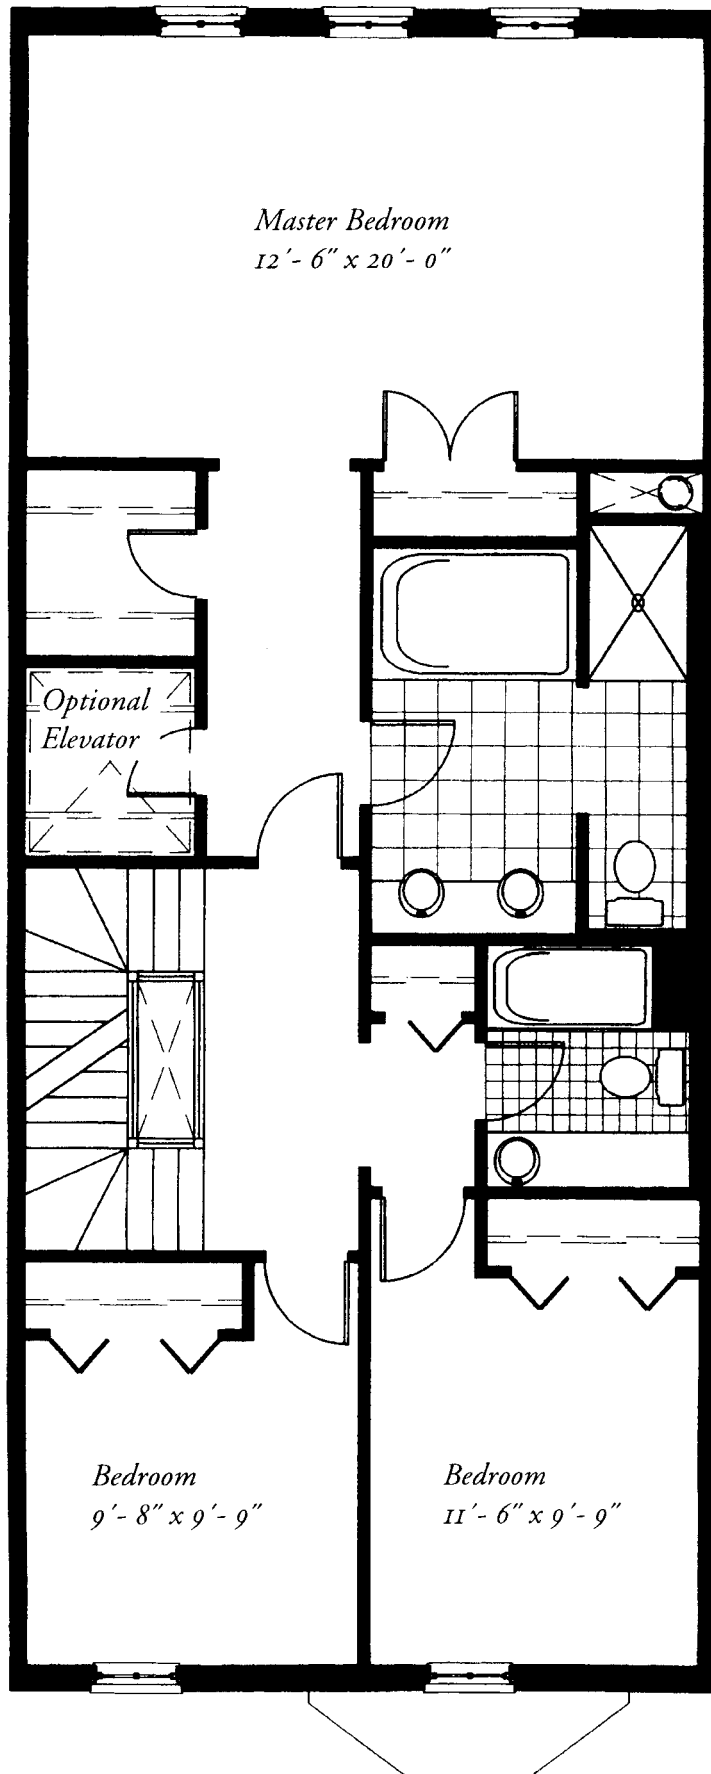 Master Bedroom
12'- 6" x 20'- 0"
Optional
Elevator
Bedroom
9'- 8" x 9'- 9"
Bedroom
11'- 6" x 9'- 9"